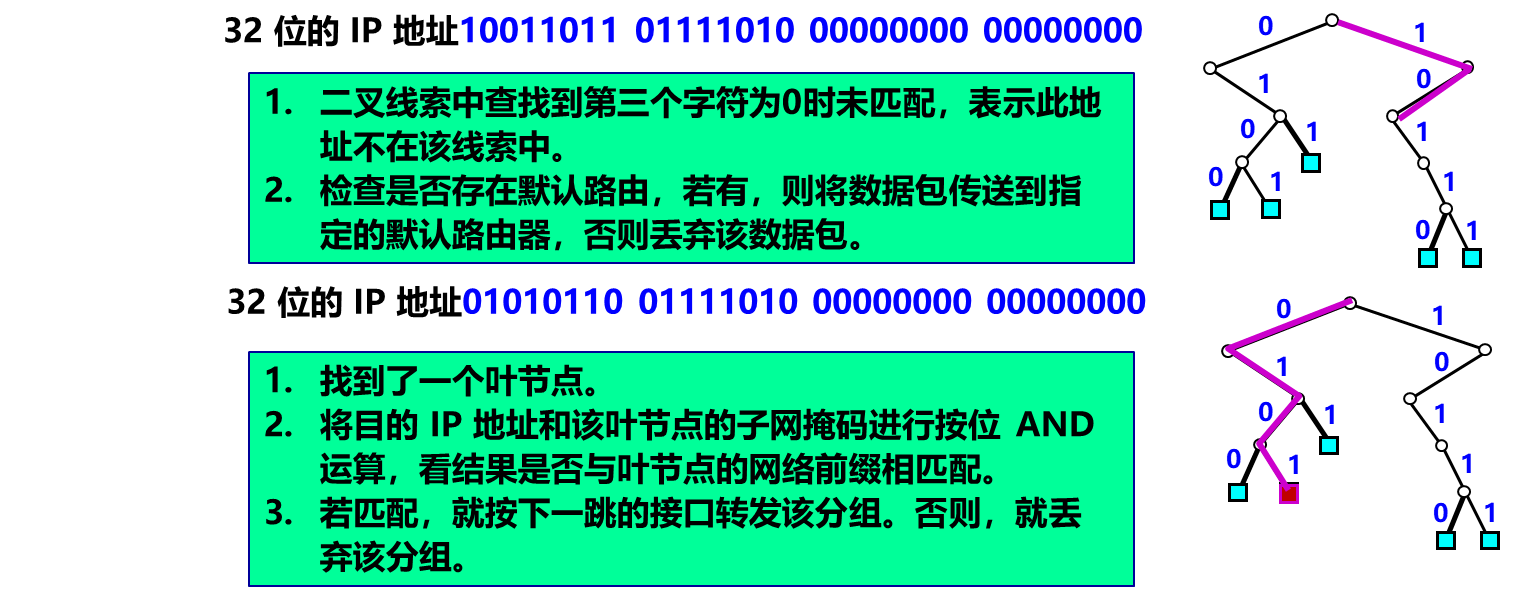 32 位的 IP 地址10011011 01111010 00000000 00000000
1. 二叉线索中查找到第三个字符为0时未匹配，表示此地
址不在该线索中。
2. 检查是否存在默认路由，若有，则将数据包传送到指
定的默认路由器，否则丢弃该数据包。
0 1
1 0
0 1 1
0 1 1
0 1
32 位的 IP 地址01010110 01111010 00000000 00000000
1. 找到了一个叶节点。
2. 将目的 IP 地址和该叶节点的子网掩码进行按位 AND
运算，看结果是否与叶节点的网络前缀相匹配。
3. 若匹配，就按下一跳的接口转发该分组。否则，就丢
弃该分组。
0 1
1 0
0 1 1
0 1 1
0 1